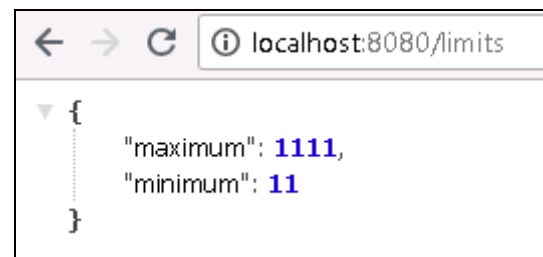 localhost:8080/limits
{
"maximum": 1111,
"minimum": 11
}